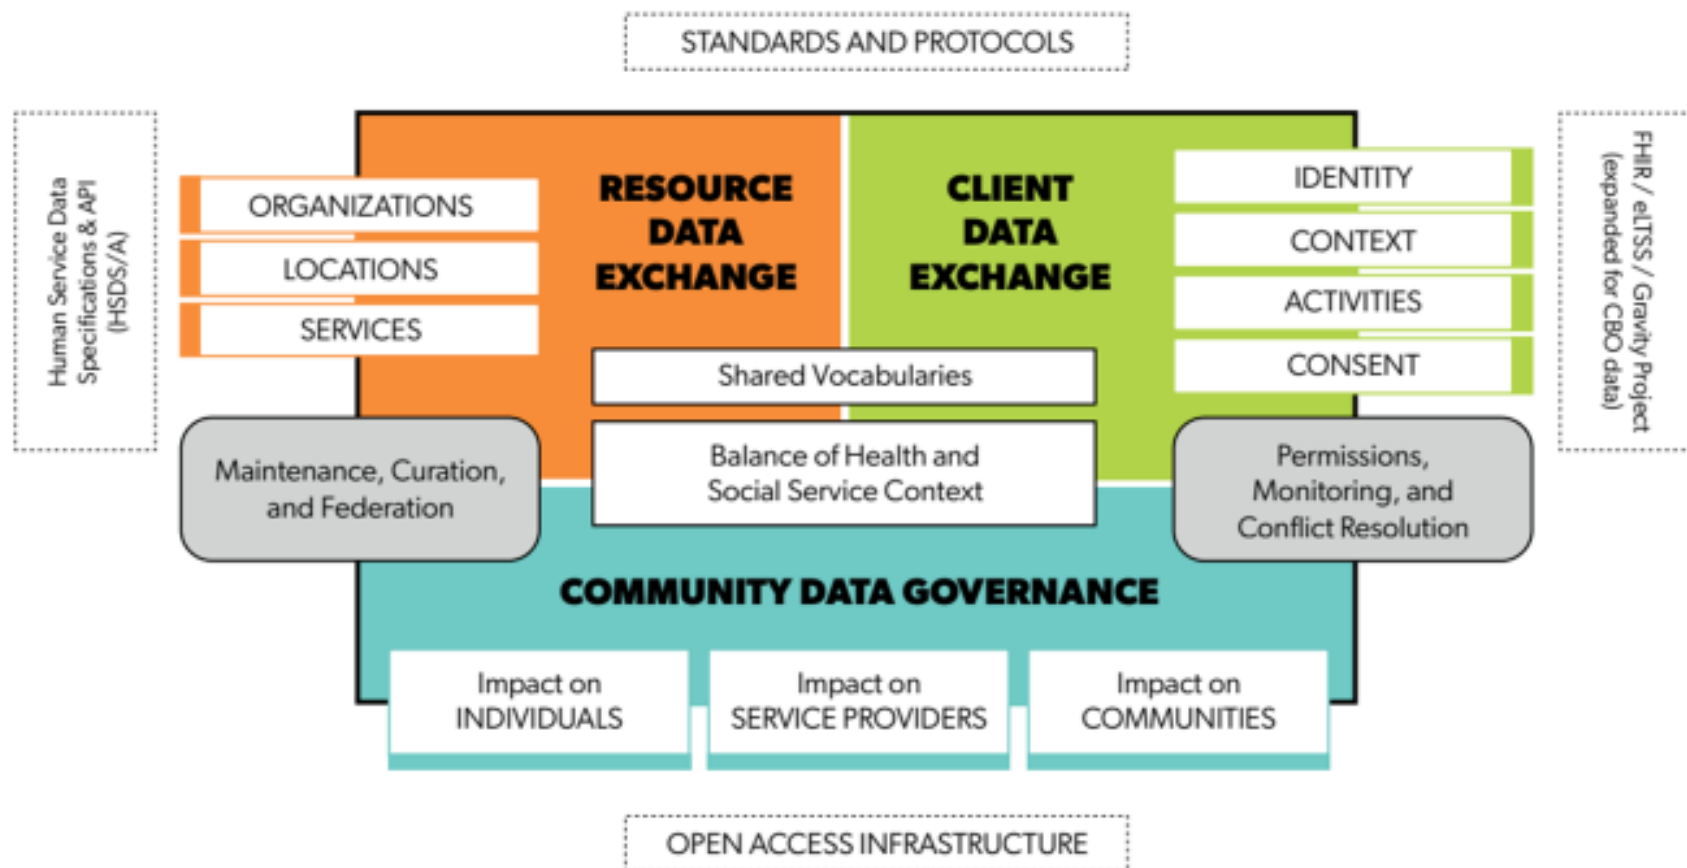 STANDARDS AND PROTOCOLS
Human Service Data
Specifications & API
(HSDS/A)
ORGANIZATIONS
LOCATIONS
SERVICES
RESOURCE
DATA
EXCHANGE
CLIENT
DATA
EXCHANGE
IDENTITY
CONTEXT
ACTIVITIES
CONSENT
FHIR / eLTSS / Gravity Project
(expanded for CBO data)
Shared Vocabularies
Maintenance, Curation,
and Federation
Balance of Health and
Social Service Context
Permissions,
Monitoring, and
Conflict Resolution
COMMUNITY DATA GOVERNANCE
Impact on
INDIVIDUALS
Impact on
SERVICE PROVIDERS
Impact on
COMMUNITIES
OPEN ACCESS INFRASTRUCTURE